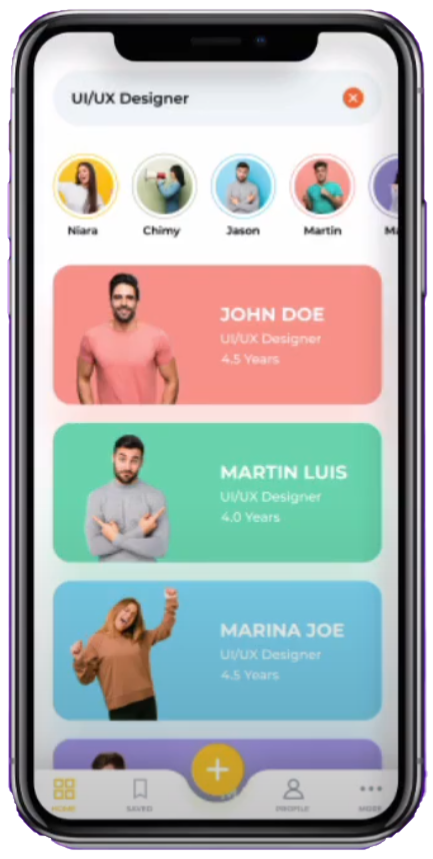 UI/UX Designer
Niara
Chimy
Jason
Martin
Ma
JOHN DOE
UI/UX Designer
4.5 Years
MARTIN LUIS
UI/UX Designer
4.0 Years
MARINA JOE
UI/UX Designer
4.5 Years
HOME
SAVED
PROFILE
MORE